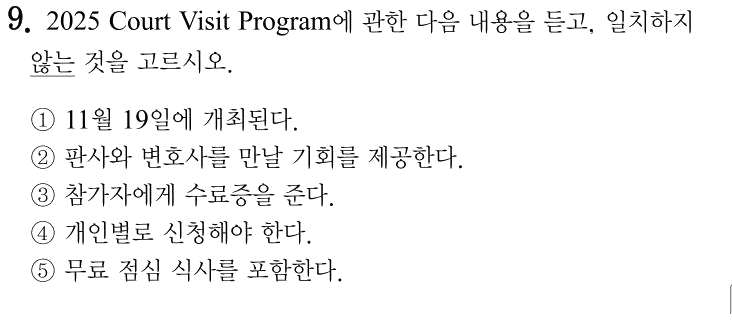 9. 2025 Court Visit Program에 관한 다음 내용을 듣고, 일치하지
않는 것을 고르시오.
① 11월 19일에 개최된다.
② 판사와 변호사를 만날 기회를 제공한다.
③ 참가자에게 수료증을 준다.
④ 개인별로 신청해야 한다.
⑤ 무료 점심 식사를 포함한다.